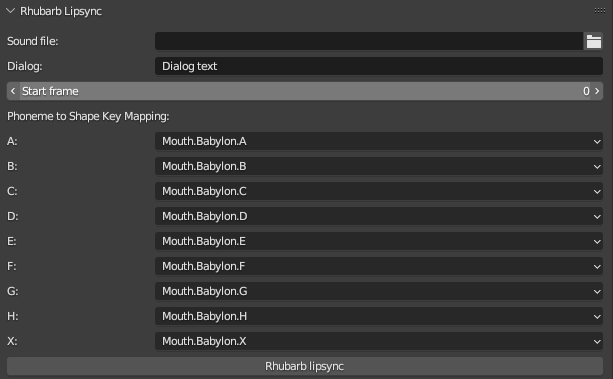 Rhubarb Lipsync
Sound file:
Dialog: Dialog text
Start frame 0
Phoneme to Shape Key Mapping:
A: Mouth.Babylon.A
B: Mouth.Babylon.B
C: Mouth.Babylon.C
D: Mouth.Babylon.D
E: Mouth.Babylon.E
F: Mouth.Babylon.F
G: Mouth.Babylon.G
H: Mouth.Babylon.H
X: Mouth.Babylon.X
Rhubarb lipsync